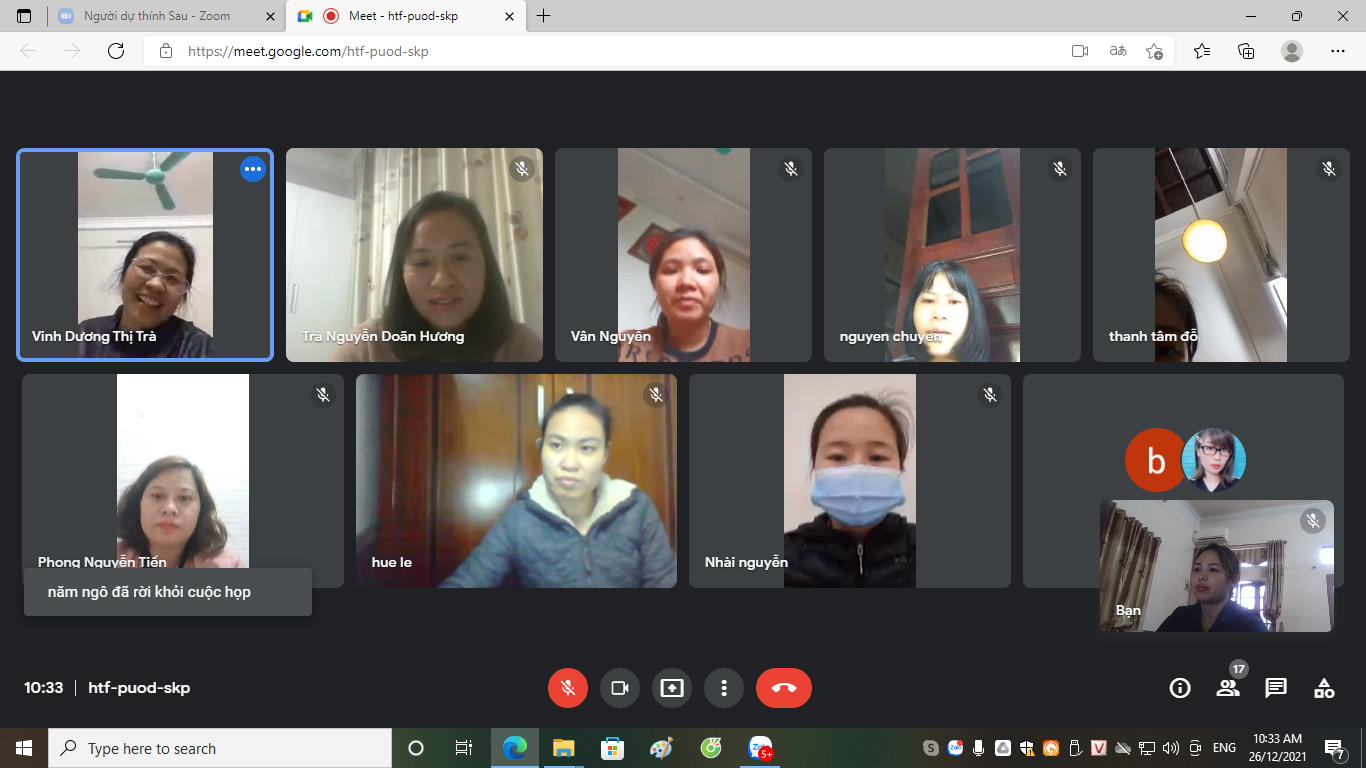 Người dự thính Sau - Zoom
Meet - htf-puod-skp
https://meet.google.com/htf-puod-skp
Vinh Dương Thị Trà
Trà Nguyễn Doãn Hương
Vân Nguyễn
nguyen chuyen
thanh tâm đỗ
Phong Nguyễn Tiến
hue le
Nhài nguyễn
b
Bạn
năm ngô đã rời khỏi cuộc họp
10:33 | htf-puod-skp
17
Type here to search
Zalo
5+
ENG
10:33 AM
26/12/2021
7